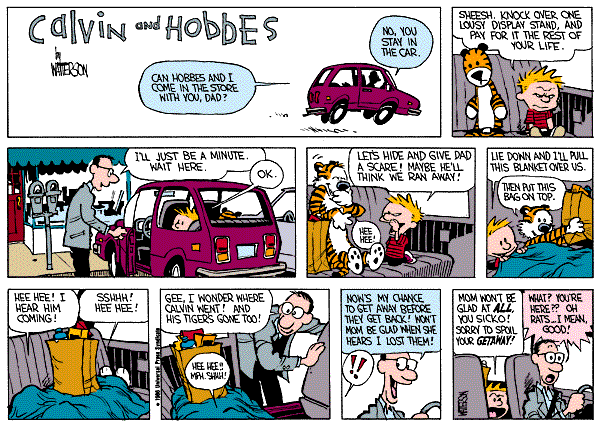 Calvin and Hobbes
by
WATTERSON
CAN HOBBES AND I
COME IN THE STORE
WITH YOU, DAD?
NO, YOU
STAY IN
THE CAR.
SHEESH. KNOCK OVER ONE
LOUSY DISPLAY STAND, AND
PAY FOR IT THE REST OF
YOUR LIFE.
I'LL JUST BE A MINUTE.
WAIT HERE.
OK.
LET'S HIDE AND GIVE DAD
A SCARE! MAYBE HE'LL
THINK WE RAN AWAY!
HEE
HEE!
LIE DOWN AND I'LL PULL
THIS BLANKET OVER US.
THEN PUT THIS
BAG ON TOP.
HEE HEE! I
HEAR HIM
COMING!
SSHHH!
HEE HEE!
© 1986 Universal Press Syndicate
GEE, I WONDER WHERE
CALVIN WENT! AND
HIS TIGER'S GONE TOO!
HEE HEE!!
MPH. SHHH!
NOW'S MY CHANCE
TO GET AWAY BEFORE
THEY GET BACK! WON'T
MOM BE GLAD WHEN SHE
HEARS I LOST THEM!
!?
MOM WON'T BE
GLAD AT ALL,
YOU SICKO!
SORRY TO SPOIL
YOUR GETAWAY!
WHAT? YOU'RE
HERE?? OH
RATS...I MEAN,
GOOD!
WATTERSON